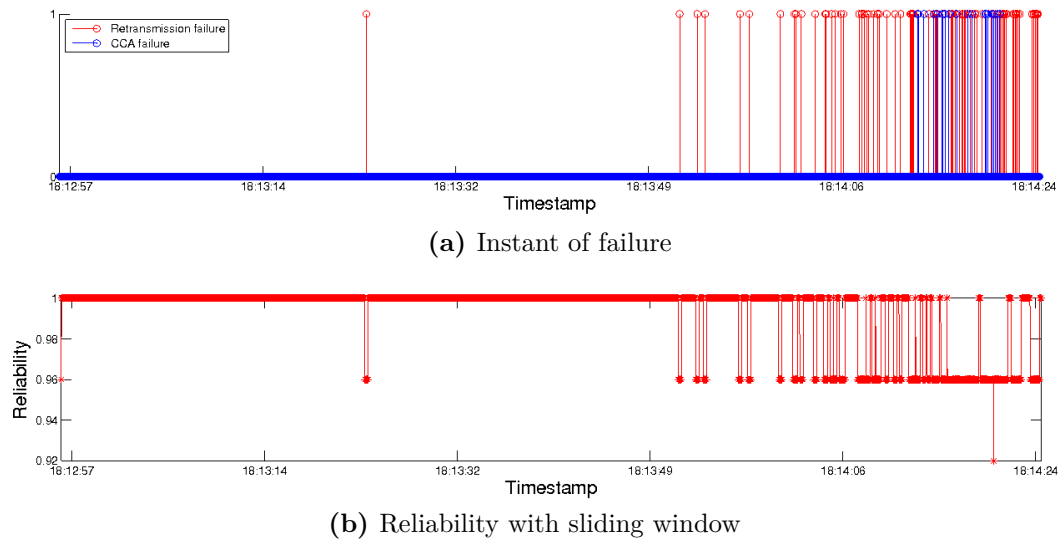 1
Retransmission failure
CCA failure
0
18:12:57 18:13:14 18:13:32 18:13:49 18:14:06 18:14:24
Timestamp
(a) Instant of failure
1
0.98
0.96
0.94
0.92
Reliability
18:12:57 18:13:14 18:13:32 18:13:49 18:14:06 18:14:24
Timestamp
(b) Reliability with sliding window